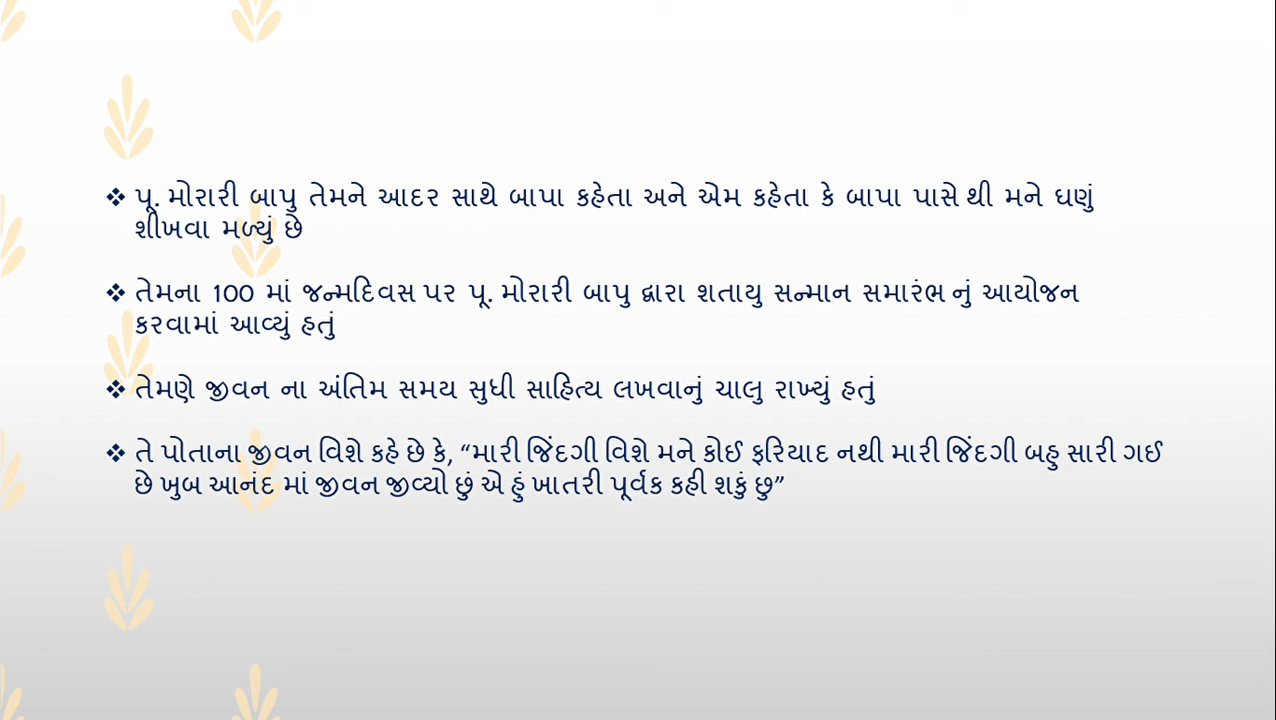 ❖ પૂ. મોરારી બાપુ તેમને આદર સાથે બાપા કહેતા અને એમ કહેતા કે બાપા પાસે થી મને ઘણું
શીખવા મળ્યું છે
❖ તેમના 100 માં જન્મદિવસ પર પૂ. મોરારી બાપુ દ્વારા શતાયુ સન્માન સમારંભ નું આયોજન
કરવામાં આવ્યું હતું
❖ તેમણે જીવન ના અંતિમ સમય સુધી સાહિત્ય લખવાનું ચાલુ રાખ્યું હતું
❖ તે પોતાના જીવન વિશે કહે છે કે, “મારી જિંદગી વિશે મને કોઈ ફરિયાદ નથી મારી જિંદગી બહુ સારી ગઈ
છે ખુબ આનંદ માં જીવન જીવ્યો છું એ હું ખાતરી પૂર્વક કહી શકું છુ”